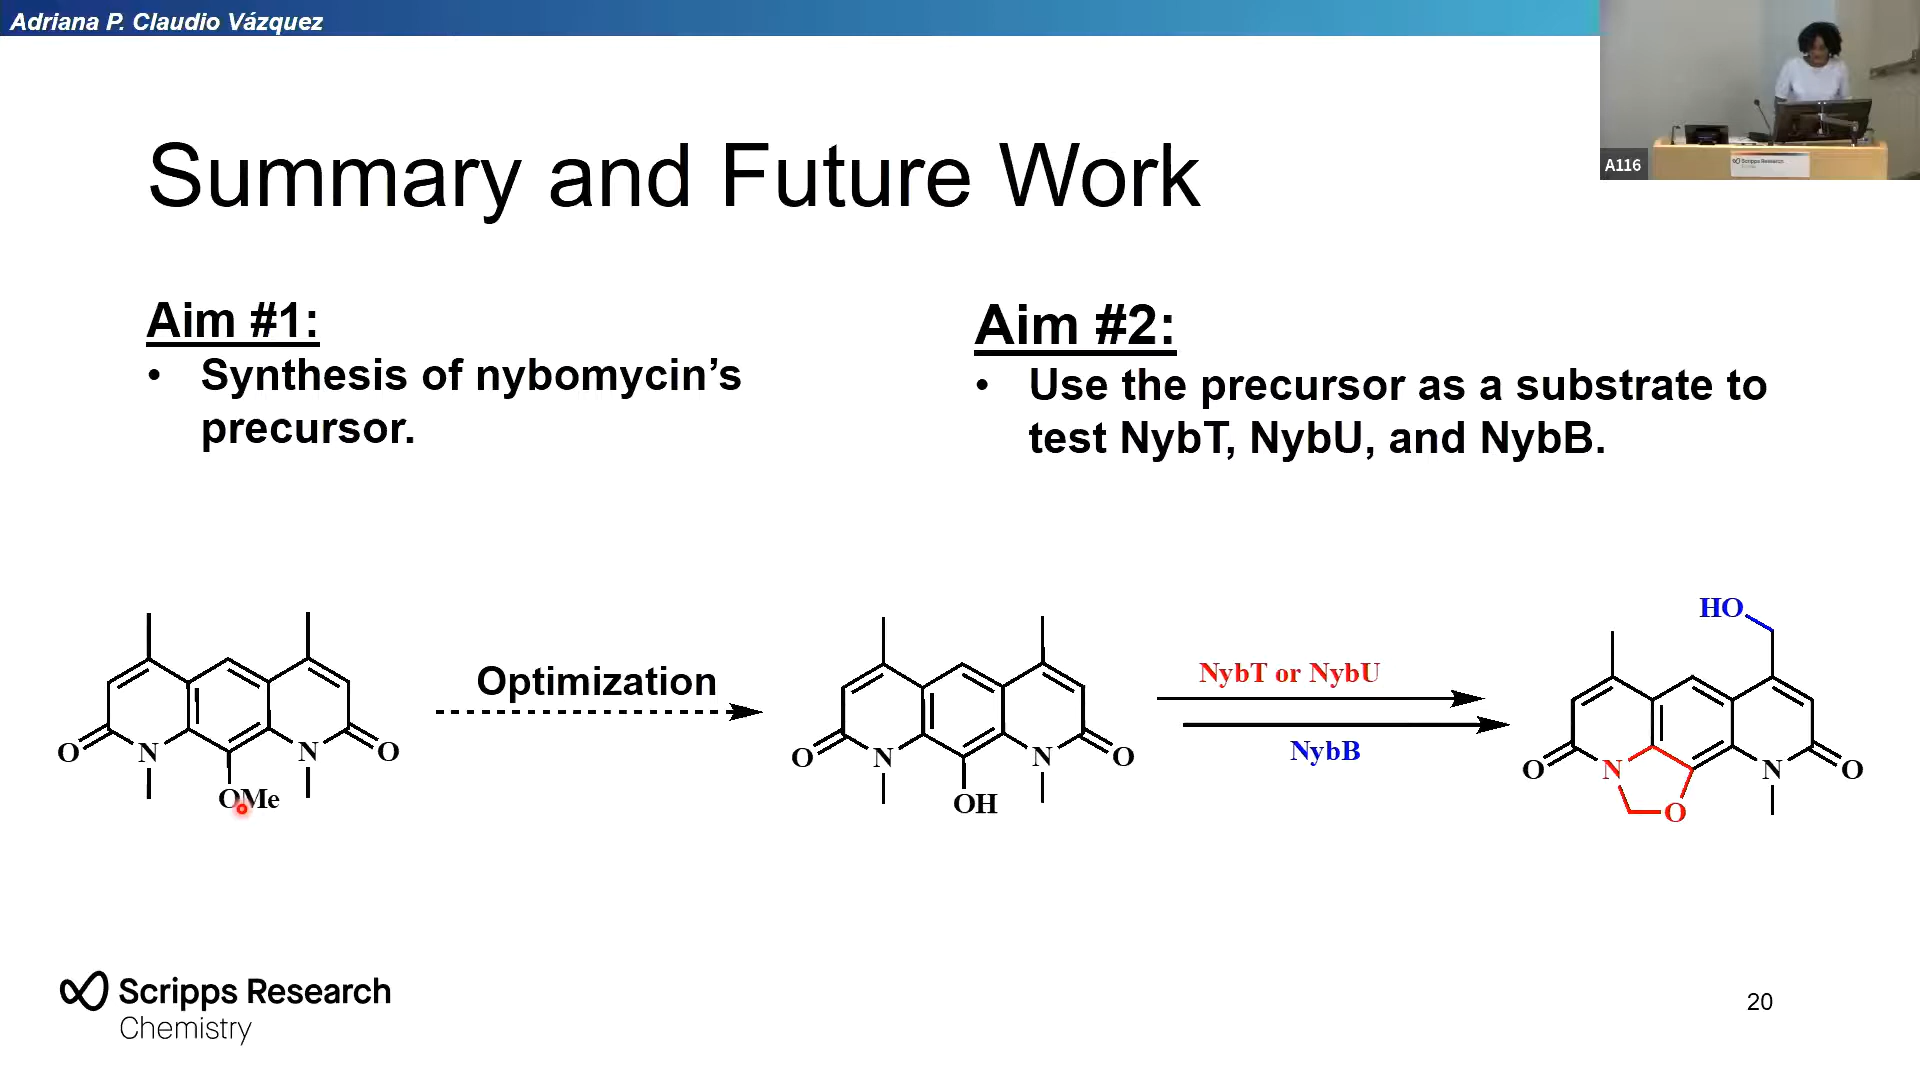 Adriana P. Claudio Vázquez
A116
Scripps Research
Summary and Future Work
Aim #1:
• Synthesis of nybomycin’s
precursor.
Aim #2:
• Use the precursor as a substrate to
test NybT, NybU, and NybB.
O
N
OMe
N
O
Optimization
O
N
OH
N
O
NybT or NybU
NybB
HO
O
N
O
N
O
Scripps Research
Chemistry
20